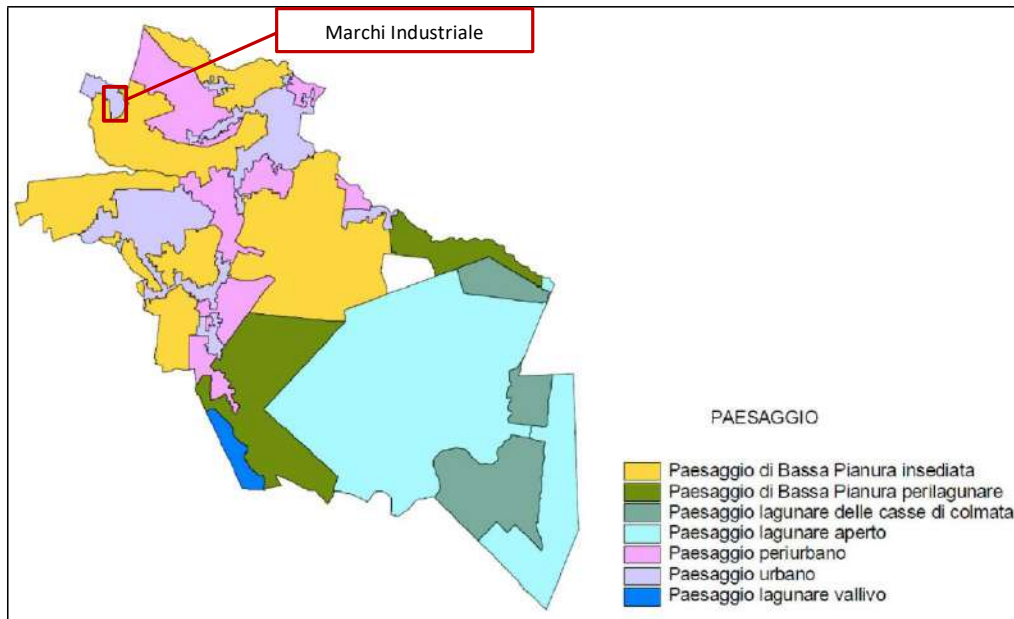 Marchi Industriale
PAESAGGIO
Paesaggio di Bassa Pianura insediata
Paesaggio di Bassa Pianura perilagunare
Paesaggio lagunare delle casse di colmata
Paesaggio lagunare aperto
Paesaggio periurbano
Paesaggio urbano
Paesaggio lagunare vallivo